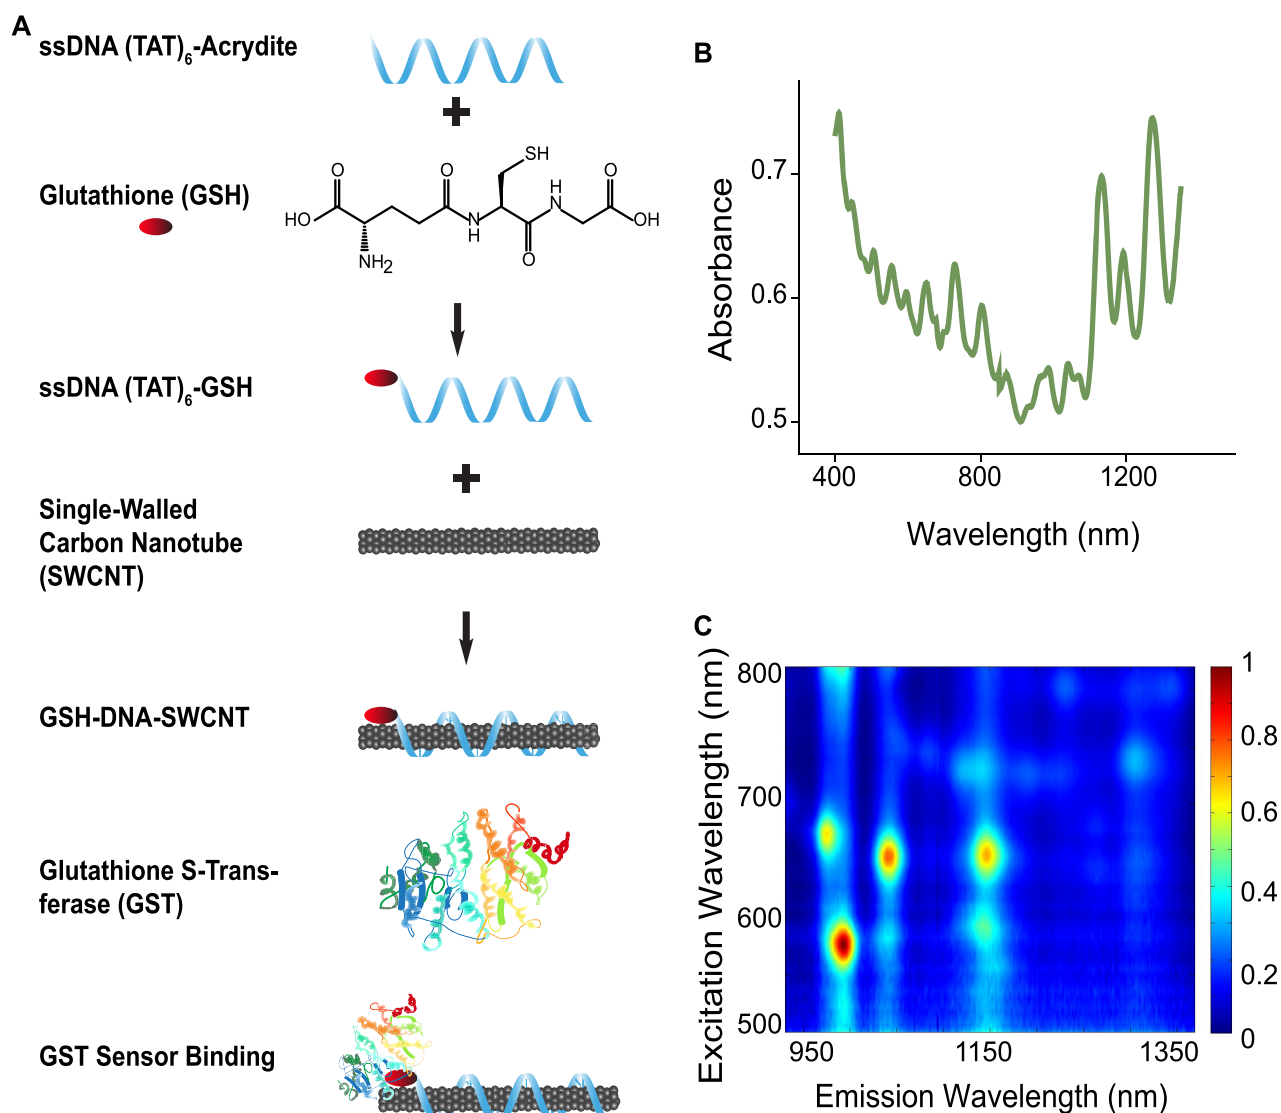 A
ssDNA (TAT)6-Acrydite
Glutathione (GSH)
O
HO
NH2
O
N
H
SH
O
H
N
O
OH
ssDNA (TAT)6-GSH
Single-Walled
Carbon Nanotube
(SWCNT)
GSH-DNA-SWCNT
Glutathione S-Trans-
ferase (GST)
GST Sensor Binding
B
Absorbance
0.7
0.6
0.5
400
800
1200
Wavelength (nm)
C
Excitation Wavelength (nm)
800
700
600
500
950
1150
1350
Emission Wavelength (nm)
1
0.8
0.6
0.4
0.2
0